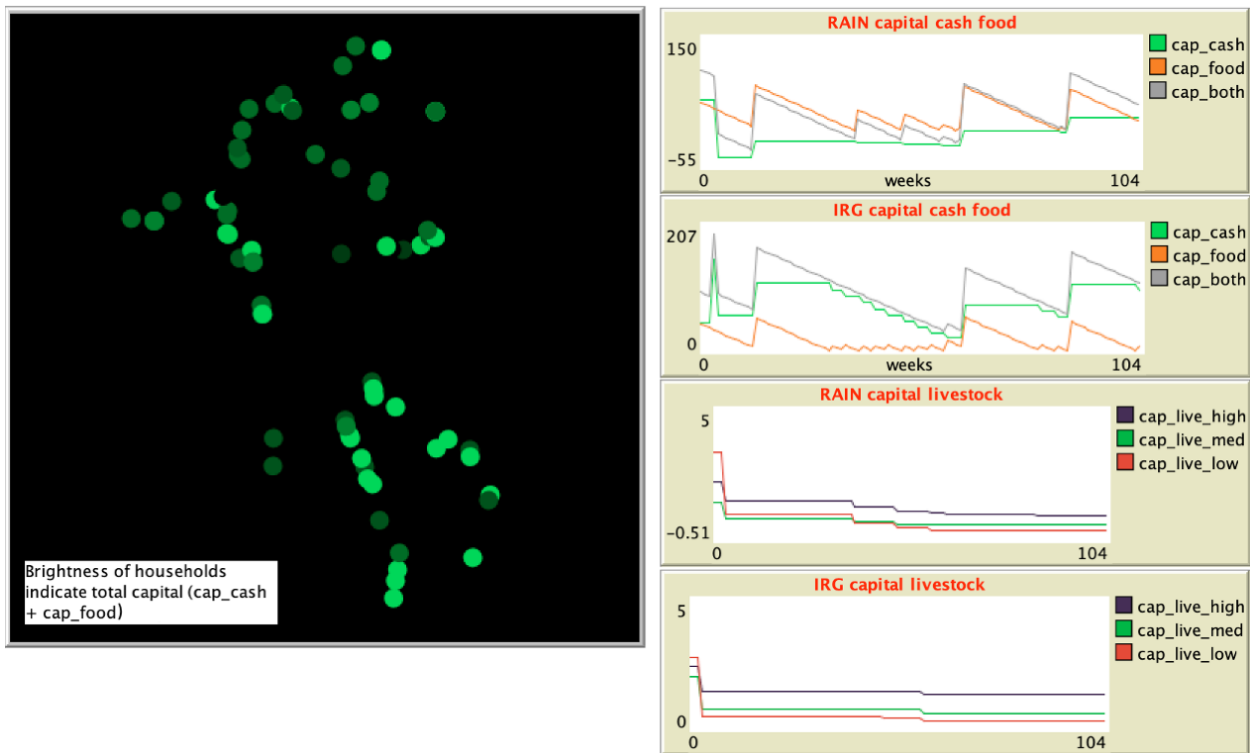 Brightness of households
indicate total capital (cap_cash
+ cap_food)
RAIN capital cash food
150
-55
0
weeks
104
cap_cash
cap_food
cap_both
IRG capital cash food
207
0
0
weeks
104
cap_cash
cap_food
cap_both
RAIN capital livestock
5
-0.51
0
104
cap_live_high
cap_live_med
cap_live_low
IRG capital livestock
5
0
0
104
cap_live_high
cap_live_med
cap_live_low